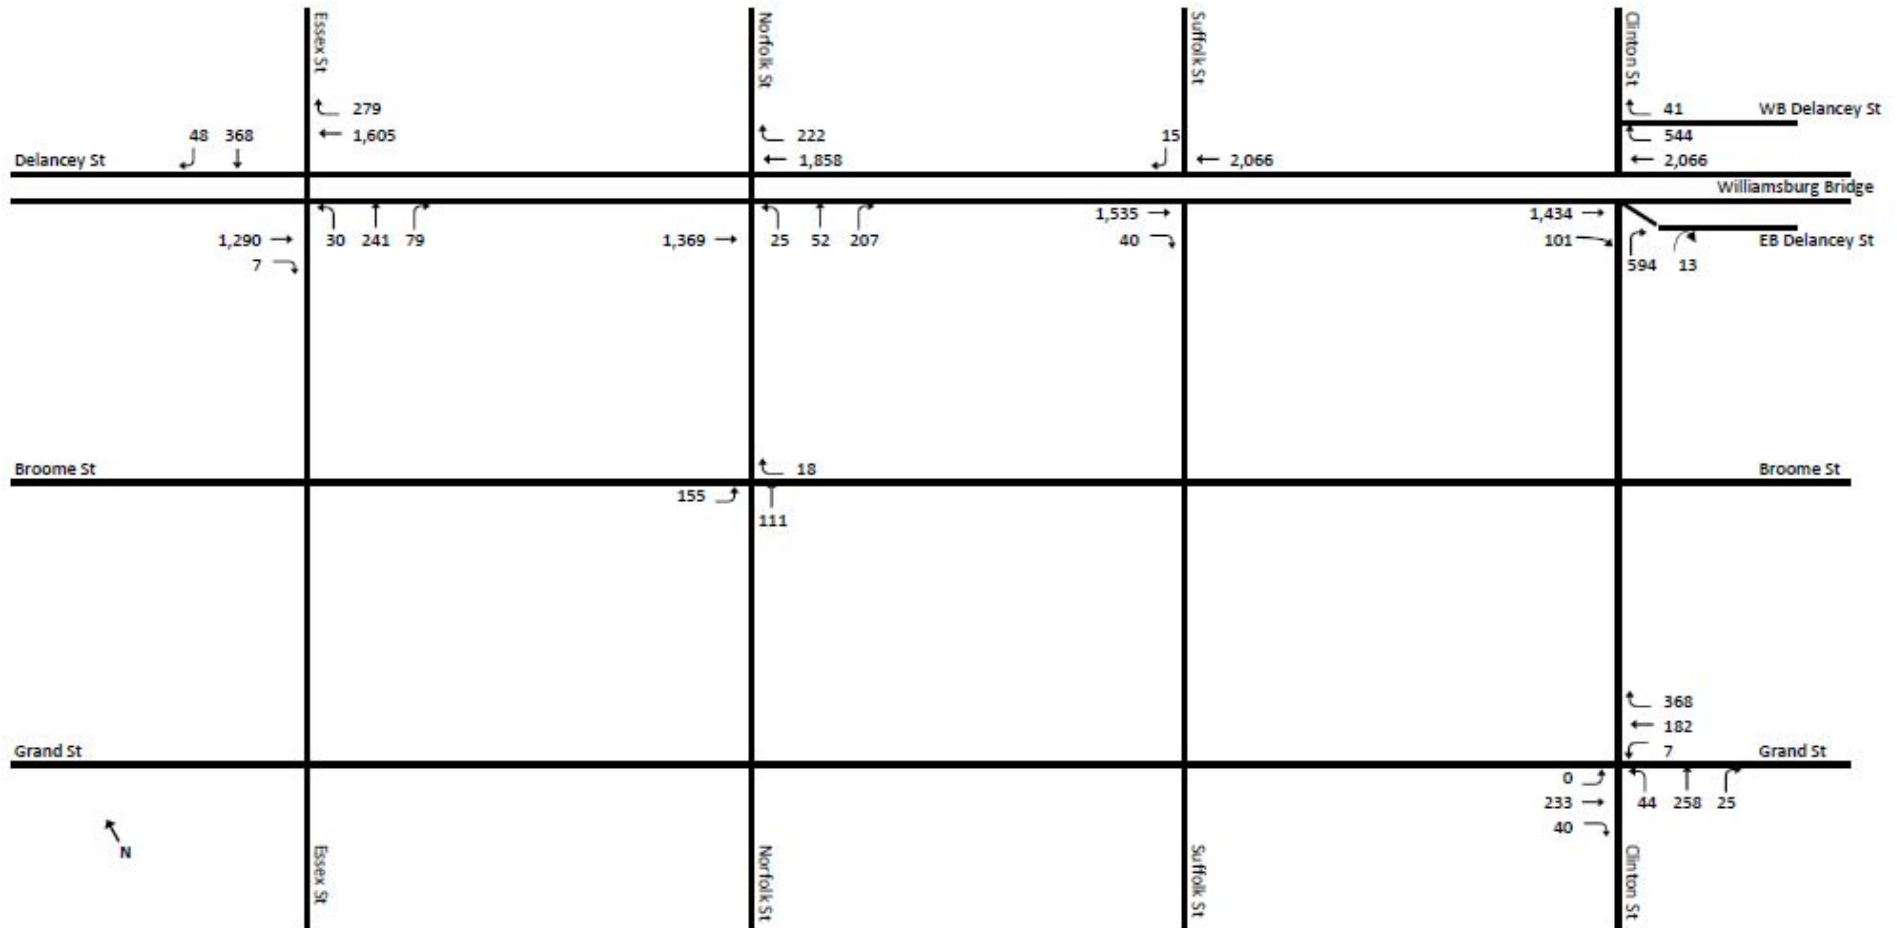 Essex St
Norfolk St
Suffolk St
Clinton St
279
41
WB Delancey St
48 368
1,605
222
15
544
Delancey St
1,858
2,066
2,066
Williamsburg Bridge
1,535
1,434
1,290
30 241 79
1,369
25 52 207
40
101
EB Delancey St
7
594 13
Broome St
18
Broome St
155
111
368
182
Grand St
7
Grand St
0
233
44 258 25
40
N
Essex St
Norfolk St
Suffolk St
Clinton St